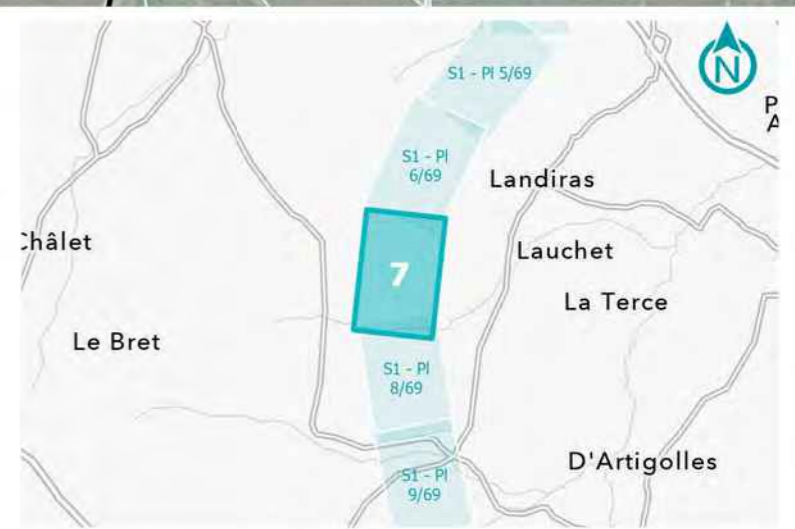 S1 - Pl 5/69
N
S1 - Pl
6/69
Landiras
Châlet
7
Lauchet
La Terce
Le Bret
S1 - Pl
8/69
D'Artigolles
S1 - Pl
9/69